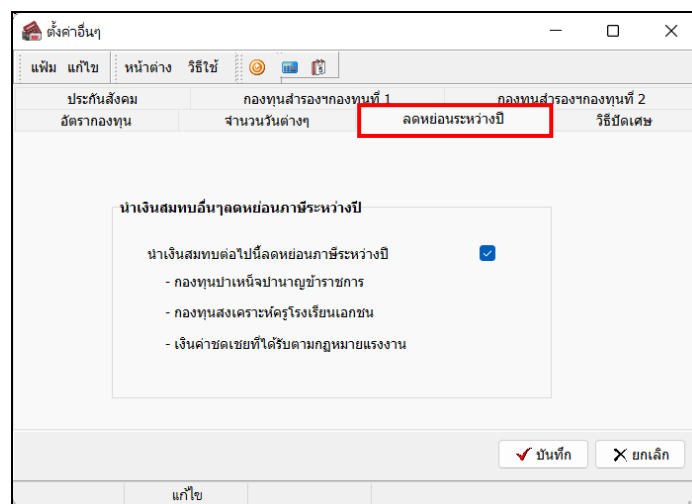 ตั้งค่าอื่นๆ
แฟ้ม แก้ไข หน้าต่าง วิธีใช้
ประกันสังคม กองทุนสำรองฯกองทุนที่ 1 กองทุนสำรองฯกองทุนที่ 2
อัตรากองทุน จำนวนวันต่างๆ ลดหย่อนระหว่างปี วิธีปัดเศษ
นำเงินสมทบอื่นๆลดหย่อนภาษีระหว่างปี
นำเงินสมทบต่อไปนี้ลดหย่อนภาษีระหว่างปี
- กองทุนบำเหน็จบำนาญข้าราชการ
- กองทุนสงเคราะห์ครูโรงเรียนเอกชน
- เงินค่าชดเชยที่ได้รับตามกฎหมายแรงงาน
บันทึก ยกเลิก
แก้ไข